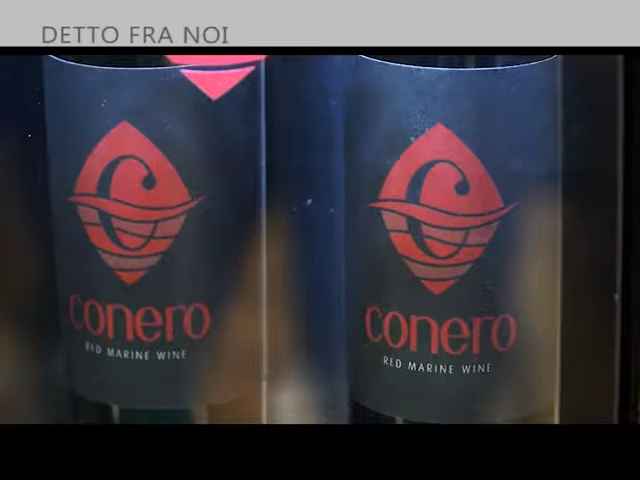 DETTO FRA NOI
conero
RED MARINE WINE
conero
RED MARINE WINE